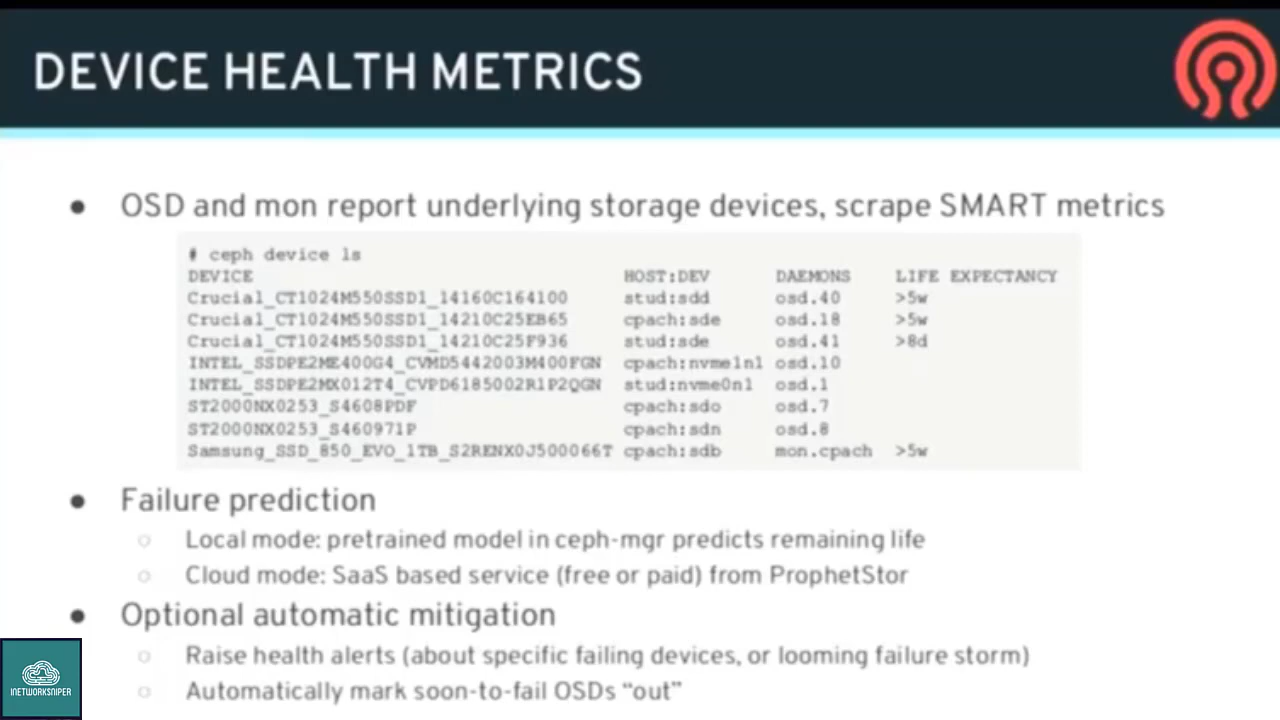 DEVICE HEALTH METRICS
● OSD and mon report underlying storage devices, scrape SMART metrics
# ceph device ls
DEVICE HOST:DEV DAEMONS LIFE EXPECTANCY
Crucial_CT1024M550SSD1_14160C164100 stud:sdd osd.40 >5w
Crucial_CT1024M550SSD1_14210C25EB65 cpach:sde osd.18 >5w
Crucial_CT1024M550SSD1_14210C25F936 stud:sde osd.41 >8d
INTEL_SSDPE2ME400G4_CVMD5442003M400FGN cpach:nvme1n1 osd.10
INTEL_SSDPE2MX012T4_CVPD6185002R1P2QGN stud:nvme0n1 osd.1
ST2000NX0253_S4608PDF cpach:sdo osd.7
ST2000NX0253_S460971P cpach:sdn osd.8
Samsung_SSD_850_EVO_1TB_S2RENX0J500066T cpach:sdb mon.cpach >5w
● Failure prediction
○ Local mode: pretrained model in ceph-mgr predicts remaining life
○ Cloud mode: SaaS based service (free or paid) from ProphetStor
● Optional automatic mitigation
○ Raise health alerts (about specific failing devices, or looming failure storm)
○ Automatically mark soon-to-fail OSDs “out”
INETWORKSNIPER